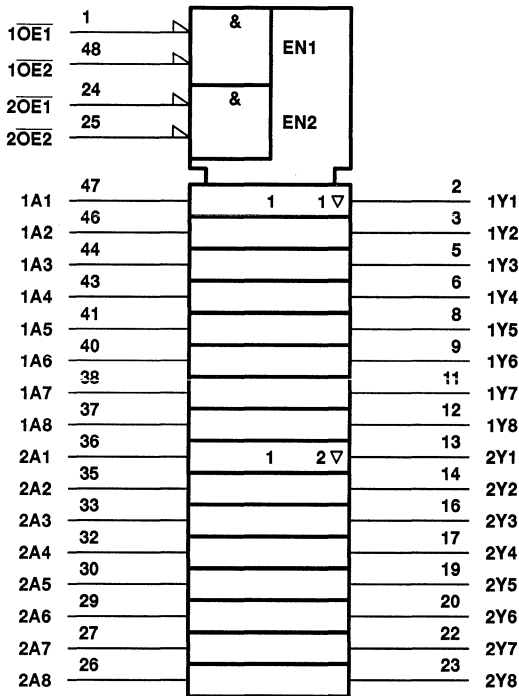 1 & 
1OE1 EN1
48
1OE2
24 &
2OE1 EN2
25
2OE2
47 2
1A1 1 1 ▽ 1Y1
46 3
1A2 1Y2
44 5
1A3 1Y3
43 6
1A4 1Y4
41 8
1A5 1Y5
40 9
1A6 1Y6
38 11
1A7 1Y7
37 12
1A8 1Y8
36 13
2A1 1 2 ▽ 2Y1
35 14
2A2 2Y2
33 16
2A3 2Y3
32 17
2A4 2Y4
30 19
2A5 2Y5
29 20
2A6 2Y6
27 22
2A7 2Y7
26 23
2A8 2Y8